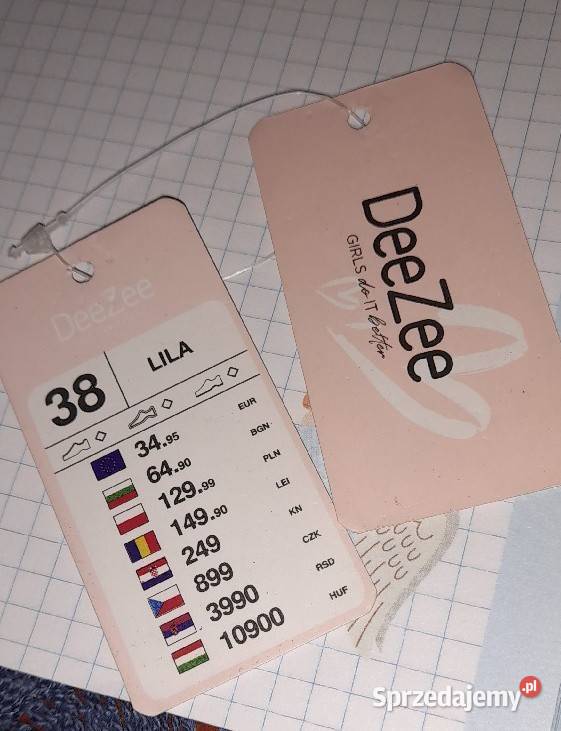 DeeZee
38
LILA
34.95 EUR
64.90 BGN
129.99 PLN
149.90 LEI
249 KN
899 CZK
3990 RSD
10900 HUF
DeeZee
GIRLS do IT better
Sprzedajemy.pl